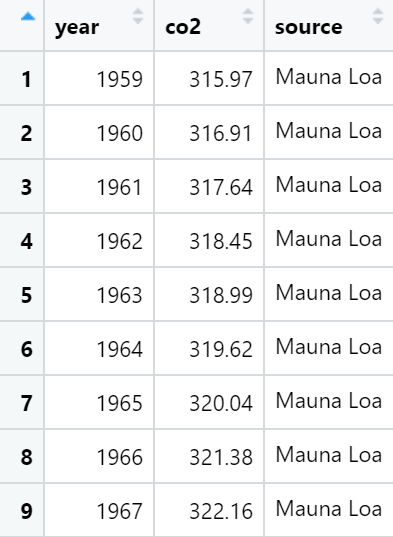 year co2 source
1 1959 315.97 Mauna Loa
2 1960 316.91 Mauna Loa
3 1961 317.64 Mauna Loa
4 1962 318.45 Mauna Loa
5 1963 318.99 Mauna Loa
6 1964 319.62 Mauna Loa
7 1965 320.04 Mauna Loa
8 1966 321.38 Mauna Loa
9 1967 322.16 Mauna Loa